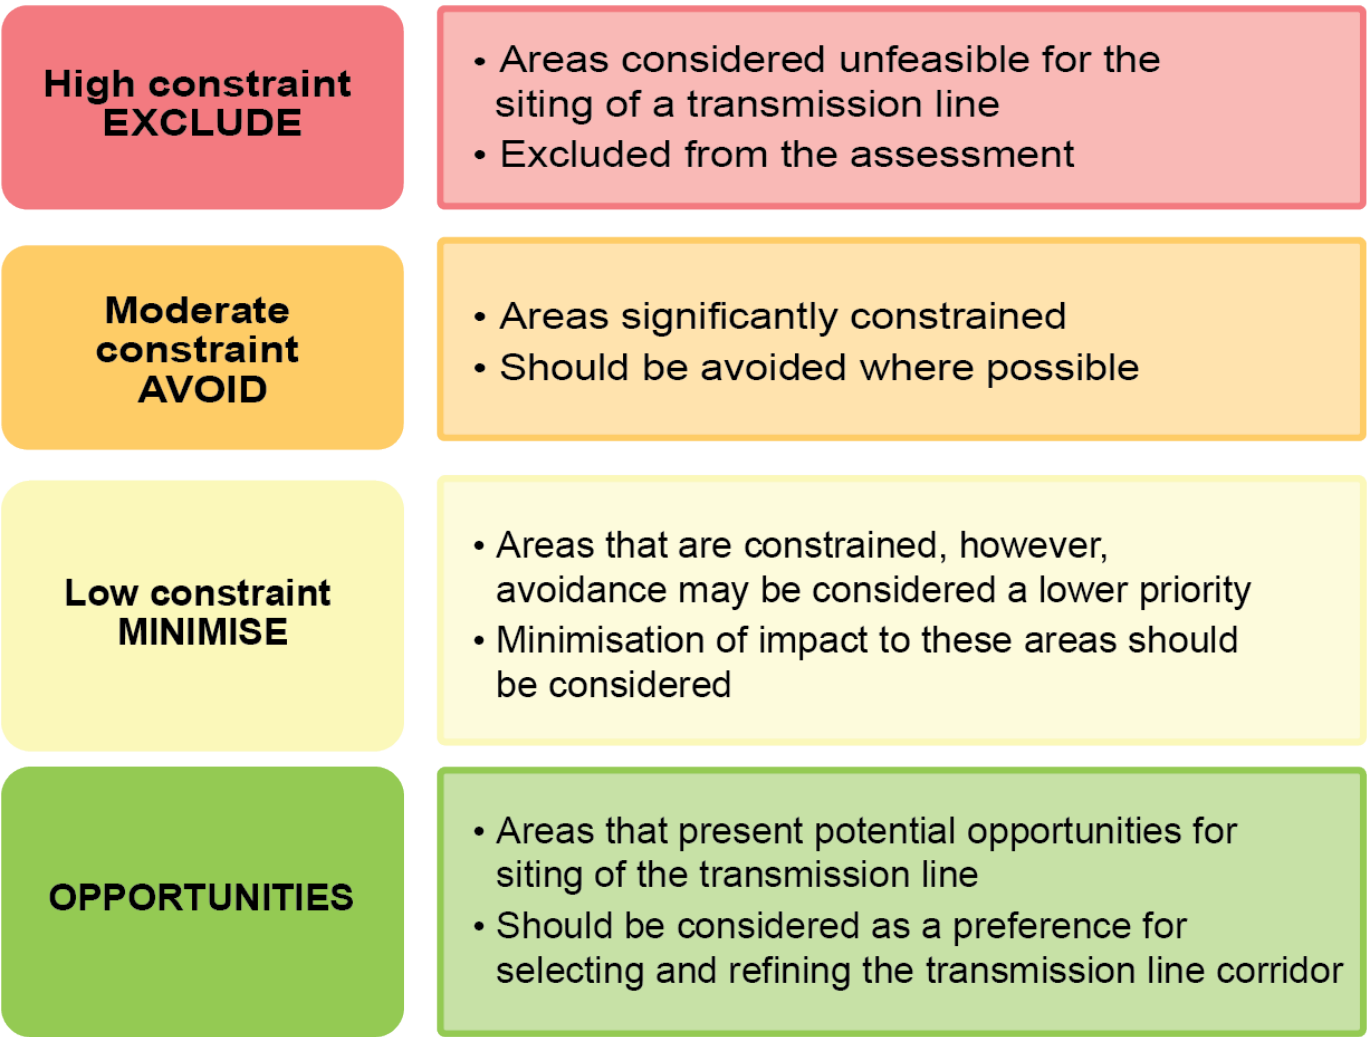 High constraint
EXCLUDE
• Areas considered unfeasible for the
siting of a transmission line
• Excluded from the assessment
Moderate
constraint
AVOID
• Areas significantly constrained
• Should be avoided where possible
Low constraint
MINIMISE
• Areas that are constrained, however,
avoidance may be considered a lower priority
• Minimisation of impact to these areas should
be considered
OPPORTUNITIES
• Areas that present potential opportunities for
siting of the transmission line
• Should be considered as a preference for
selecting and refining the transmission line corridor